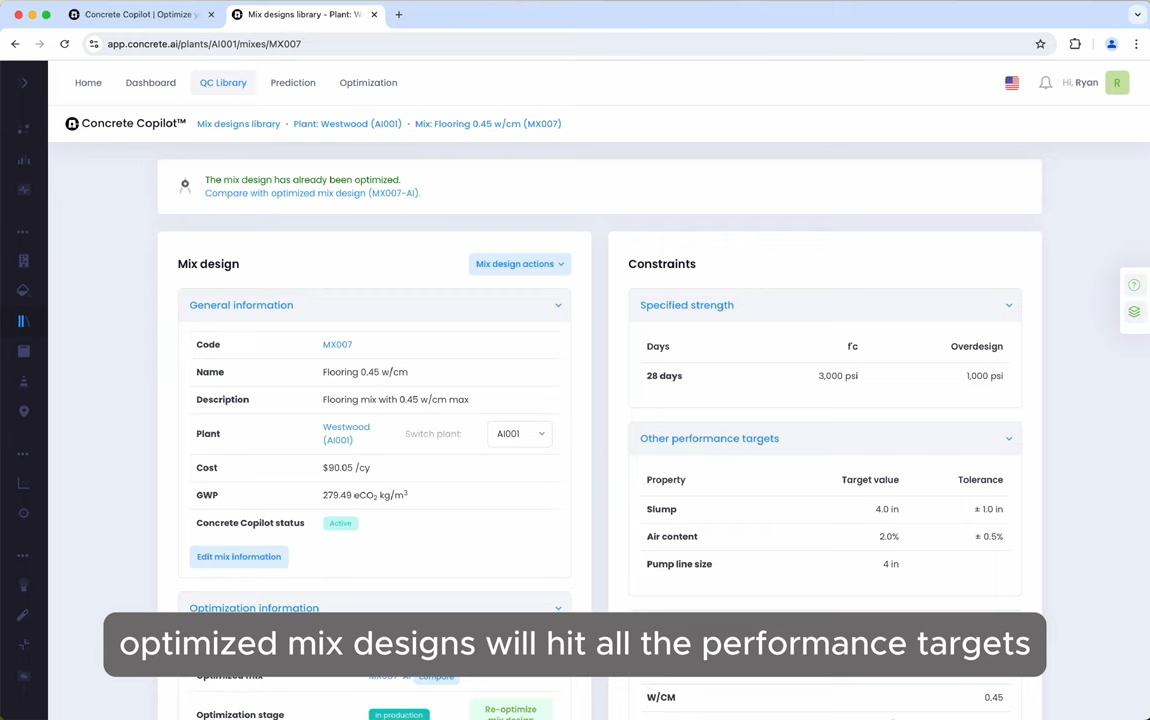 Concrete Copilot | Optimize y
Mix designs library - Plant: W
app.concrete.ai/plants/AI001/mixes/MX007
Home Dashboard QC Library Prediction Optimization Hi, Ryan R
Concrete Copilot™ Mix designs library • Plant: Westwood (AI001) • Mix: Flooring 0.45 w/cm (MX007)
The mix design has already been optimized.
Compare with optimized mix design (MX007-AI).
Mix design
Mix design actions
General information
Code MX007
Name Flooring 0.45 w/cm
Description Flooring mix with 0.45 w/cm max
Plant Westwood (AI001) Switch plant: AI001
Cost $90.05 /cy
GWP 279.49 eCO₂ kg/m³
Concrete Copilot status Active
Edit mix information
Optimization information
Constraints
Specified strength
Days f'c Overdesign
28 days 3,000 psi 1,000 psi
Other performance targets
Property Target value Tolerance
Slump 4.0 in ± 1.0 in
Air content 2.0% ± 0.5%
Pump line size 4 in
optimized mix designs will hit all the performance targets
compare
W/CM 0.45
Optimization stage in production Re-optimize